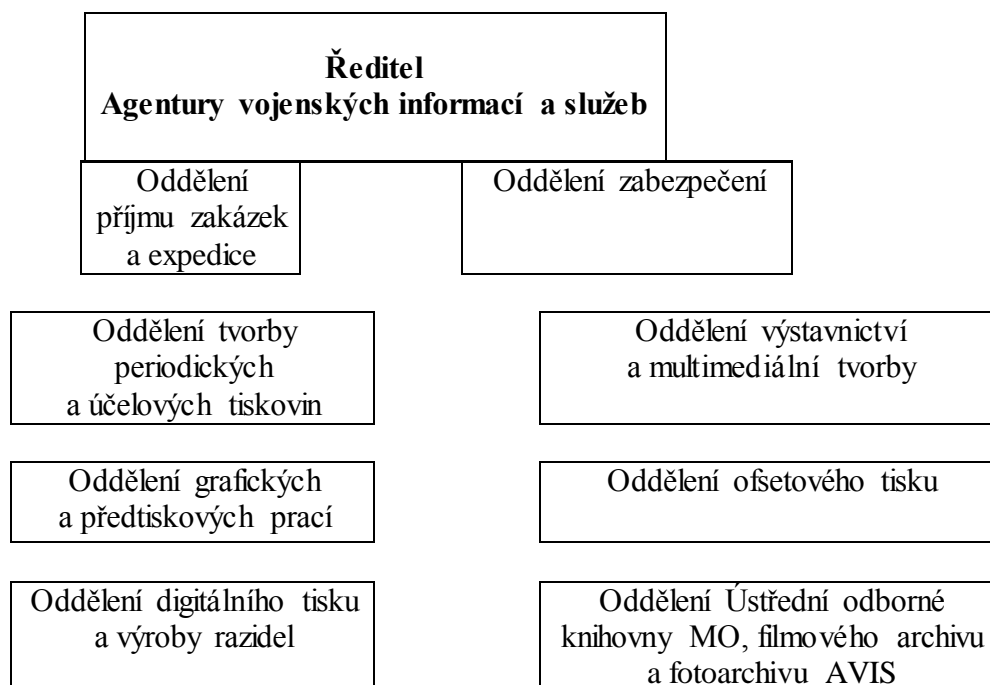 Ředitel
Agentury vojenských informací a služeb
Oddělení
příjmu zakázek
a expedice
Oddělení zabezpečení
Oddělení tvorby
periodických
a účelových tiskovin
Oddělení výstavnictví
a multimediální tvorby
Oddělení grafických
a předtiskových prací
Oddělení ofsetového tisku
Oddělení digitálního tisku
a výroby razidel
Oddělení Ústřední odborné
knihovny MO, filmového archivu
a fotoarchivu AVIS